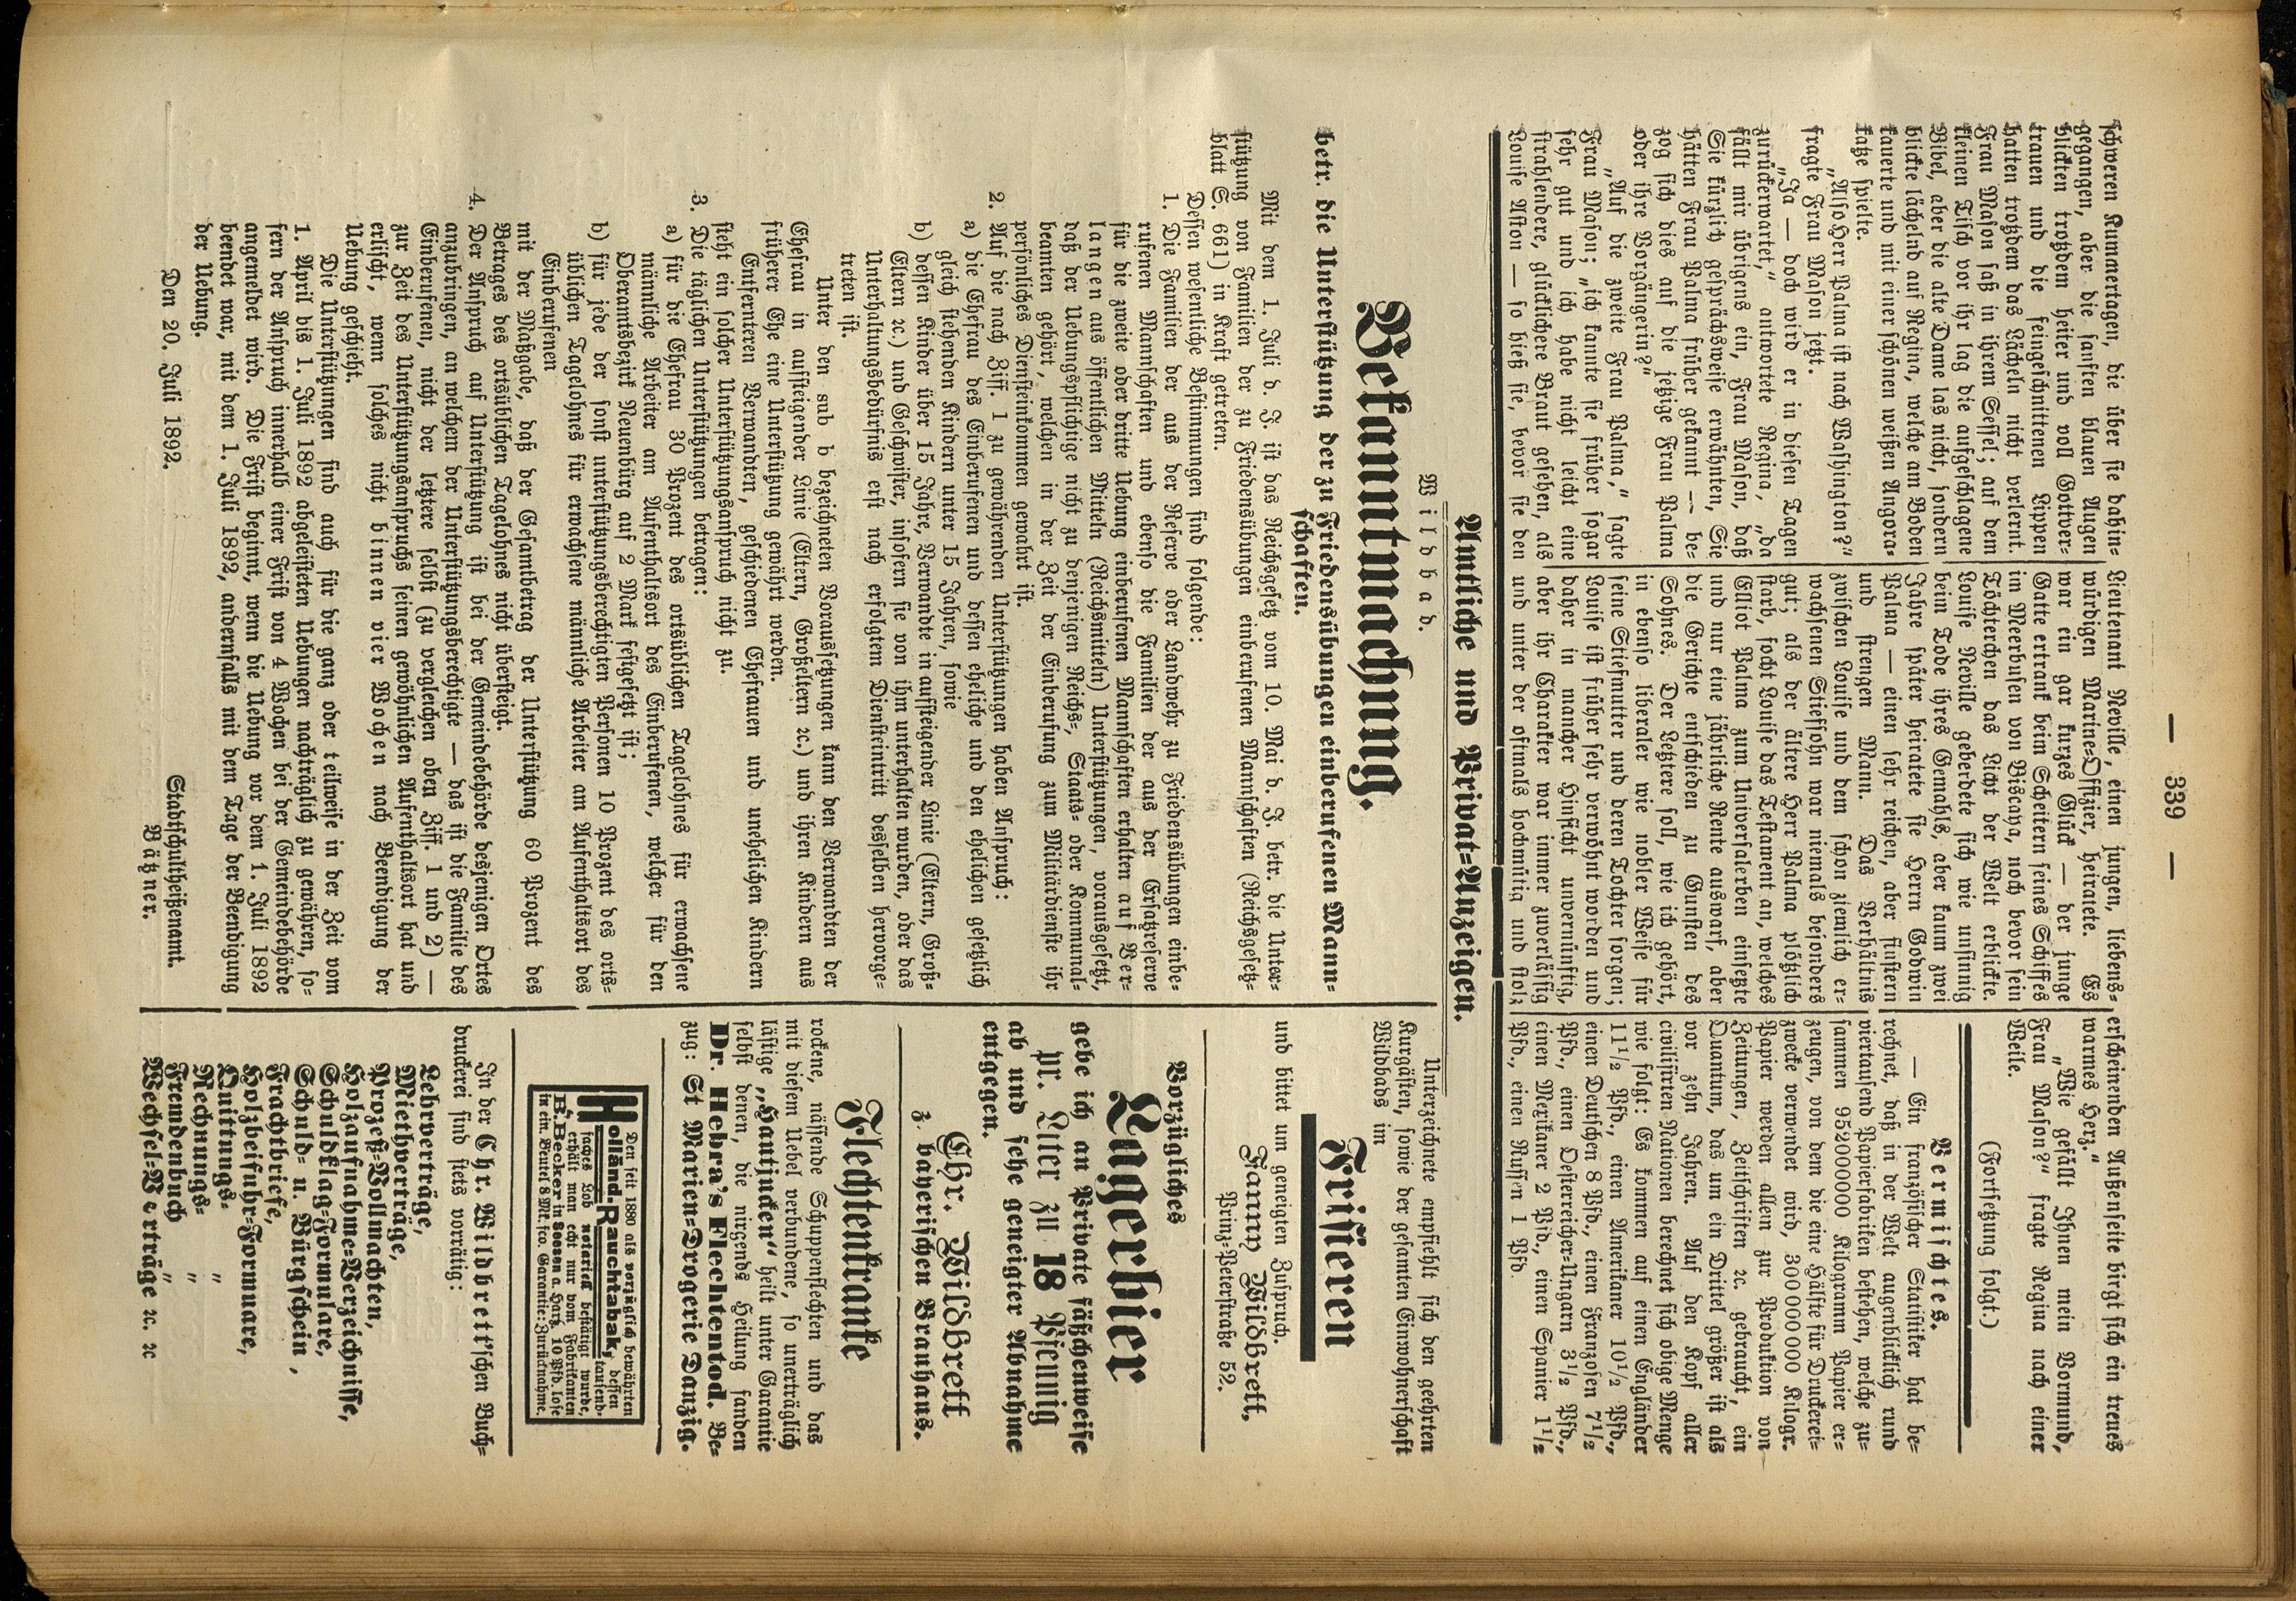 — 339 —
schweren Kummertagen, die über sie dahin-
gegangen, aber die sanften blauen Augen
blickten trotzdem heiter und voll Gottver-
trauen und die feingeschnittenen Lippen
hatten trotzdem das Lächeln nicht verlernt.
Frau Mason saß in ihrem Sessel; auf dem
kleinen Tisch vor ihr lag die aufgeschlagene
Bibel, aber die alte Dame las nicht, sondern
blickte lächelnd auf Regina, welche am Boden
kauerte und mit einer schönen weißen Angora-
katze spielte.
„Also Herr Palma ist nach Washington?"
fragte Frau Mason jetzt.
„Ja — doch wird er in diesen Tagen
zurückerwartet," antwortete Regina, „da
fällt mir übrigens ein, Frau Mason, daß
Sie kürzlich gesprächsweise erwähnten, Sie
hätten Frau Palma früher gekannt — be-
zog sich dies auf die jetzige Frau Palma
oder ihre Vorgängerin?"
„Auf die zweite Frau Palma," sagte
Frau Mason; „ich kannte sie früher sogar
sehr gut und ich habe nicht leicht eine
strahlendere, glücklichere Braut gesehen, als
Louise Aston — so hieß sie, bevor sie den
Lieutenant Neville, einen jungen, liebens-
würdigen Marine-Offizier, heiratete. Es
war ein gar kurzes Glück — der junge
Gatte ertrank beim Scheitern seines Schiffes
im Meerbusen von Biscaya, noch bevor sein
Töchterchen das Licht der Welt erblickte.
Louise Neville geberdete sich wie unsinnig
beim Tode ihres Gemahls, aber kaum zwei
Jahre später heiratete sie Herrn Godwin
Palma — einen sehr reichen, aber finstern
und strengen Mann. Das Verhältnis
zwischen Louise und dem schon ziemlich er-
wachsenen Stiefsohn war niemals besonders
gut; als der ältere Herr Palma plötzlich
starb, focht Louise das Testament an, welches
Elliot Palma zum Universalerben einsetzte
und nur eine jährliche Rente auswarf, aber
die Gerichte entschieden zu Gunsten des
Sohnes. Der Letztere soll, wie ich gehört,
in ebenso liberaler wie nobler Weise für
seine Stiefmutter und deren Tochter sorgen;
Louise ist früher sehr verwöhnt worden und
daher in mancher Hinsicht unvernünftig,
aber ihr Charakter war immer zuverlässig
und unter der oftmals hochmütig und stolz
erscheinenden Außenseite birgt sich ein treues
warmes Herz."
„Wie gefällt Ihnen mein Vormund,
Frau Mason?" fragte Regina nach einer
Weile.
(Fortsetzung folgt.)
Vermischtes.
— Ein französischer Statistiker hat be-
rechnet, daß in der Welt augenblicklich rund
viertausend Papierfabriken bestehen, welche zu-
sammen 952000000 Kilogramm Papier er-
zeugen, von dem die eine Hälfte für Druckerei-
zwecke verwendet wird, 300000000 Kilogr.
Papier werden allein zur Produktion von
Zeitungen, Zeitschriften ꝛc. gebraucht, ein
Quantum, das um ein Drittel größer ist als
vor zehn Jahren. Auf den Kopf aller
civilisirten Nationen berechnet sich obige Menge
wie folgt: Es kommen auf einen Engländer
11½ Pfd., einen Amerikaner 10½ Pfd.,
einen Deutschen 8 Pfd., einen Franzosen 7½
Pfd., einen Oesterreicher-Ungarn 3½ Pfd.,
einen Mexikaner 2 Pfd., einen Spanier 1½
Pfd., einen Russen 1 Pfd.
Amtliche und Privat-Anzeigen.
Wildbad.
Bekanntmachung.
betr. die Unterstützung der zu Friedensübungen einberufenen Mann-
schaften.
Mit dem 1. Juli d. J. ist das Reichsgesetz vom 10. Mai d. J. betr. die Unter-
stützung von Familien der zu Friedensübungen einberufenen Mannschaften (Reichsgesetz-
blatt S. 661) in Kraft getreten.
Dessen wesentliche Bestimmungen sind folgende:
1. Die Familien der aus der Reserve oder Landwehr zu Friedensübungen einbe-
rufenen Mannschaften und ebenso die Familien der aus der Ersatzreserve
für die zweite oder dritte Uebung einberufenen Mannschaften erhalten auf Ver-
langen aus öffentlichen Mitteln (Reichsmitteln) Unterstützungen, vorausgesetzt,
daß der Uebungspflichtige nicht zu denjenigen Reichs-, Staats- oder Kommunal-
beamten gehört, welchen in der Zeit der Einberufung zum Militärdienste ihr
persönliches Diensteinkommen gewahrt ist.
2. Auf die nach Ziff. 1 zu gewährenden Unterstützungen haben Anspruch:
a) die Ehefrau des Einberufenen und dessen eheliche und den ehelichen gesetzlich
gleich stehenden Kindern unter 15 Jahren, sowie
b) dessen Kinder über 15 Jahre, Verwandte in aufsteigender Linie (Eltern, Groß-
Eltern ꝛc.) und Geschwister, insofern sie von ihm unterhalten wurden, oder das
Unterhaltungsbedürfnis erst nach erfolgtem Diensteintritt desselben hervorge-
treten ist.
Unter den sub b bezeichneten Voraussetzungen kann den Verwandten der
Ehefrau in aufsteigender Linie (Eltern, Großeltern ꝛc.) und ihren Kindern aus
früherer Ehe eine Unterstützung gewährt werden.
Entfernteren Verwandten, geschiedenen Ehefrauen und unehelichen Kindern
steht ein solcher Unterstützungsanspruch nicht zu.
3. Die täglichen Unterstützungen betragen:
a) für die Ehefrau 30 Prozent des ortsüblichen Tagelohnes für erwachsene
männliche Arbeiter am Aufenthaltsort des Einberufenen, welcher für den
Oberamtsbezirk Neuenbürg auf 2 Mark festgesetzt ist;
b) für jede der sonst unterstützungsberechtigten Personen 10 Prozent des orts-
üblichen Tagelohnes für erwachsene männliche Arbeiter am Aufenthaltsort des
Einberufenen
mit der Maßgabe, daß der Gesamtbetrag der Unterstützung 60 Prozent des
Betrages des ortsüblichen Tagelohnes nicht übersteigt.
4. Der Anspruch auf Unterstützung ist bei der Gemeindebehörde desjenigen Ortes
anzubringen, an welchem der Unterstützungsberechtigte — das ist die Familie des
Einberufenen, nicht der letztere selbst (zu vergleichen oben Ziff. 1 und 2) —
zur Zeit des Unterstützungsanspruchs seinen gewöhnlichen Aufenthaltsort hat und
erlischt, wenn solches nicht binnen vier Wochen nach Beendigung der
Uebung geschieht.
Die Unterstützungen sind auch für die ganz oder teilweise in der Zeit vom
1. April bis 1. Juli 1892 abgeleisteten Uebungen nachträglich zu gewähren, so-
fern der Anspruch innerhalb einer Frist von 4 Wochen bei der Gemeindebehörde
angemeldet wird. Die Frist beginnt, wenn die Uebung vor dem 1. Juli 1892
beendet war, mit dem 1. Juli 1892, andernfalls mit dem Tage der Beendigung
der Uebung.
Den 20. Juli 1892.
Stadtschultheißenamt.
Bätzner.
Unterzeichnete empfiehlt sich den geehrten
Kurgästen, sowie der gesamten Einwohnerschaft
Wildbads im
Frisieren
und bittet um geneigten Zuspruch.
Fanny Wildbrett,
Prinz-Peterstraße 52.
Vorzügliches
Lagerbier
gebe ich an Private fäßchenweise
pr. Liter zu 18 Pfennig
ab und sehe geneigter Abnahme
entgegen.
Chr. Wildbrett
z. bayerischen Brauhaus.
Flechtenkranke
trockene, nässende Schuppenflechten und das
mit diesem Uebel verbundene, so unerträglich
lästige „Hautjucken" heilt unter Garantie
selbst denen, die nirgends Heilung fanden
Dr. Hebra's Flechtentod. Be-
zug: St Marien-Drogerie Danzig.
Den seit 1880 als vorzüglich bewährten
Holländ. Rauchtabak, dessen
tausend-
faches Lob notariell bestätigt wurde,
erhält man echt nur vom Fabrikanten
B. Becker in Seesen a. Harz. 10 Pfd. lose
in ein. Beutel 8 Mk. fco. Garantie: Zurücknahme.
In der Chr. Wildbrett'schen Buch-
druckerei sind stets vorrätig:
Lehrverträge,
Miethverträge,
Prozeß-Vollmachten,
Holzaufnahme-Verzeichnisse,
Schuldklag-Formulare,
Schuld- u. Bürgschein,
Frachtbriefe,
Holzbeifuhr-Formuare,
Quittungs- "
Rechnungs- "
Fremdenbuch "
Wechsel-Verträge ꝛc. ꝛc